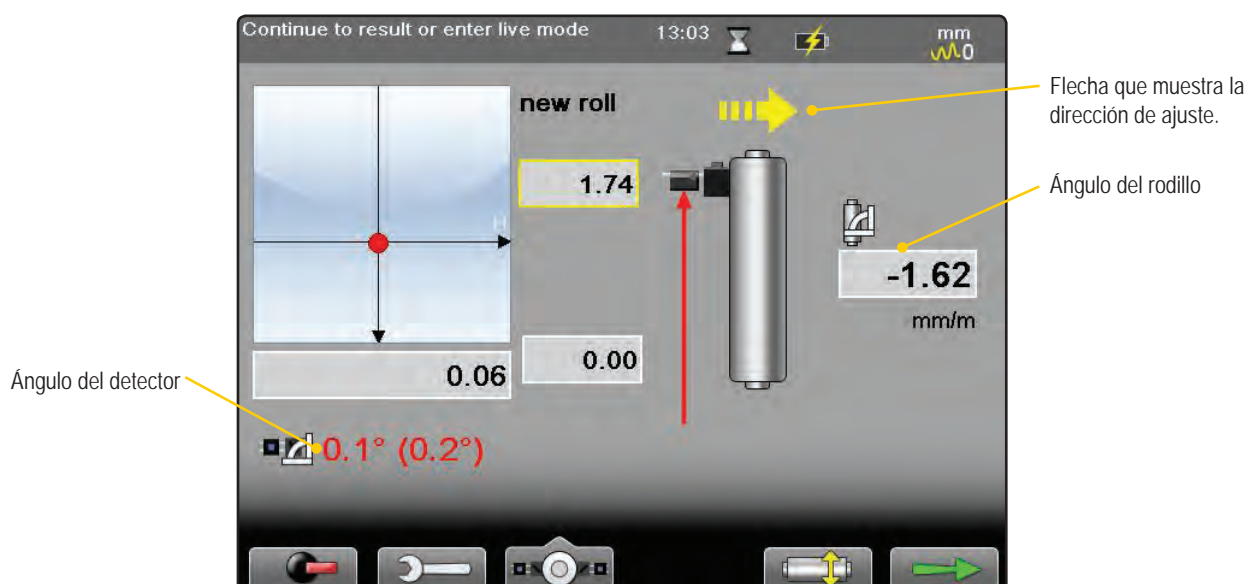 Continue to result or enter live mode
13:03
mm
0
Flecha que muestra la
dirección de ajuste.
new roll
1.74
Ángulo del rodillo
H
-1.62
mm/m
0.00
0.06
Ángulo del detector
0.1° (0.2°)